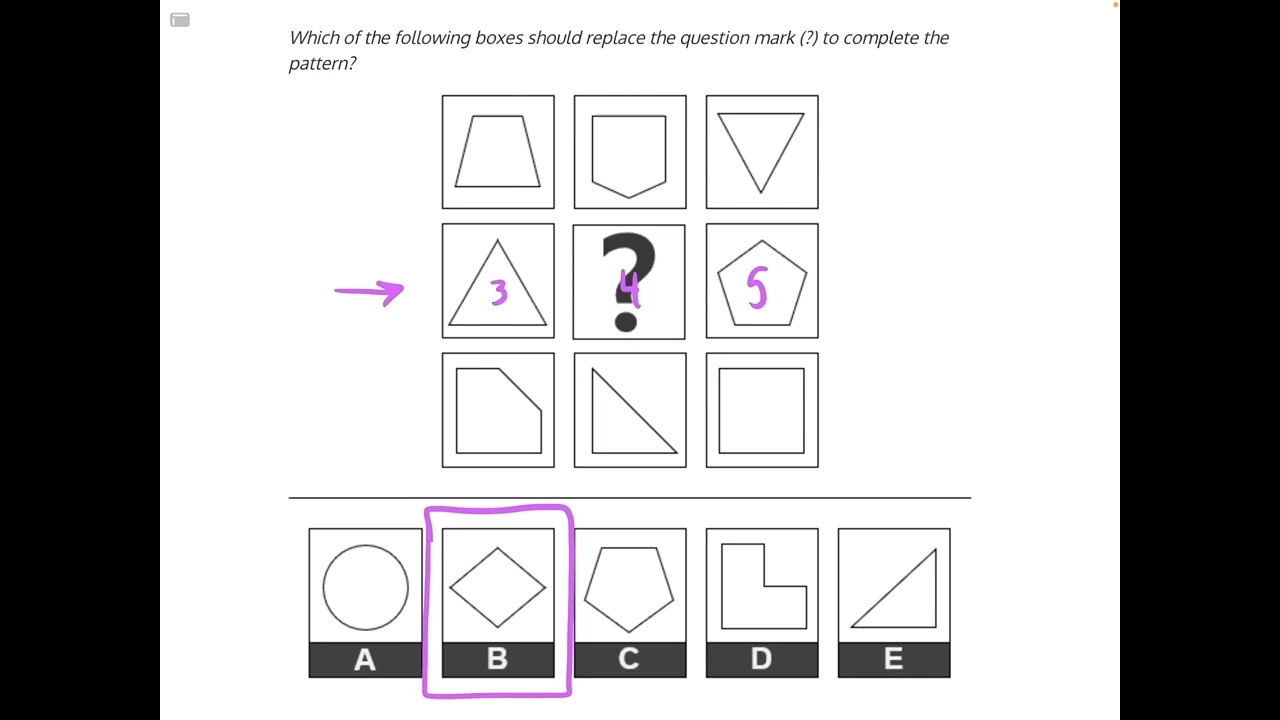 Which of the following boxes should replace the question mark (?) to complete the
pattern?
3 ? 4 5
A B C D E